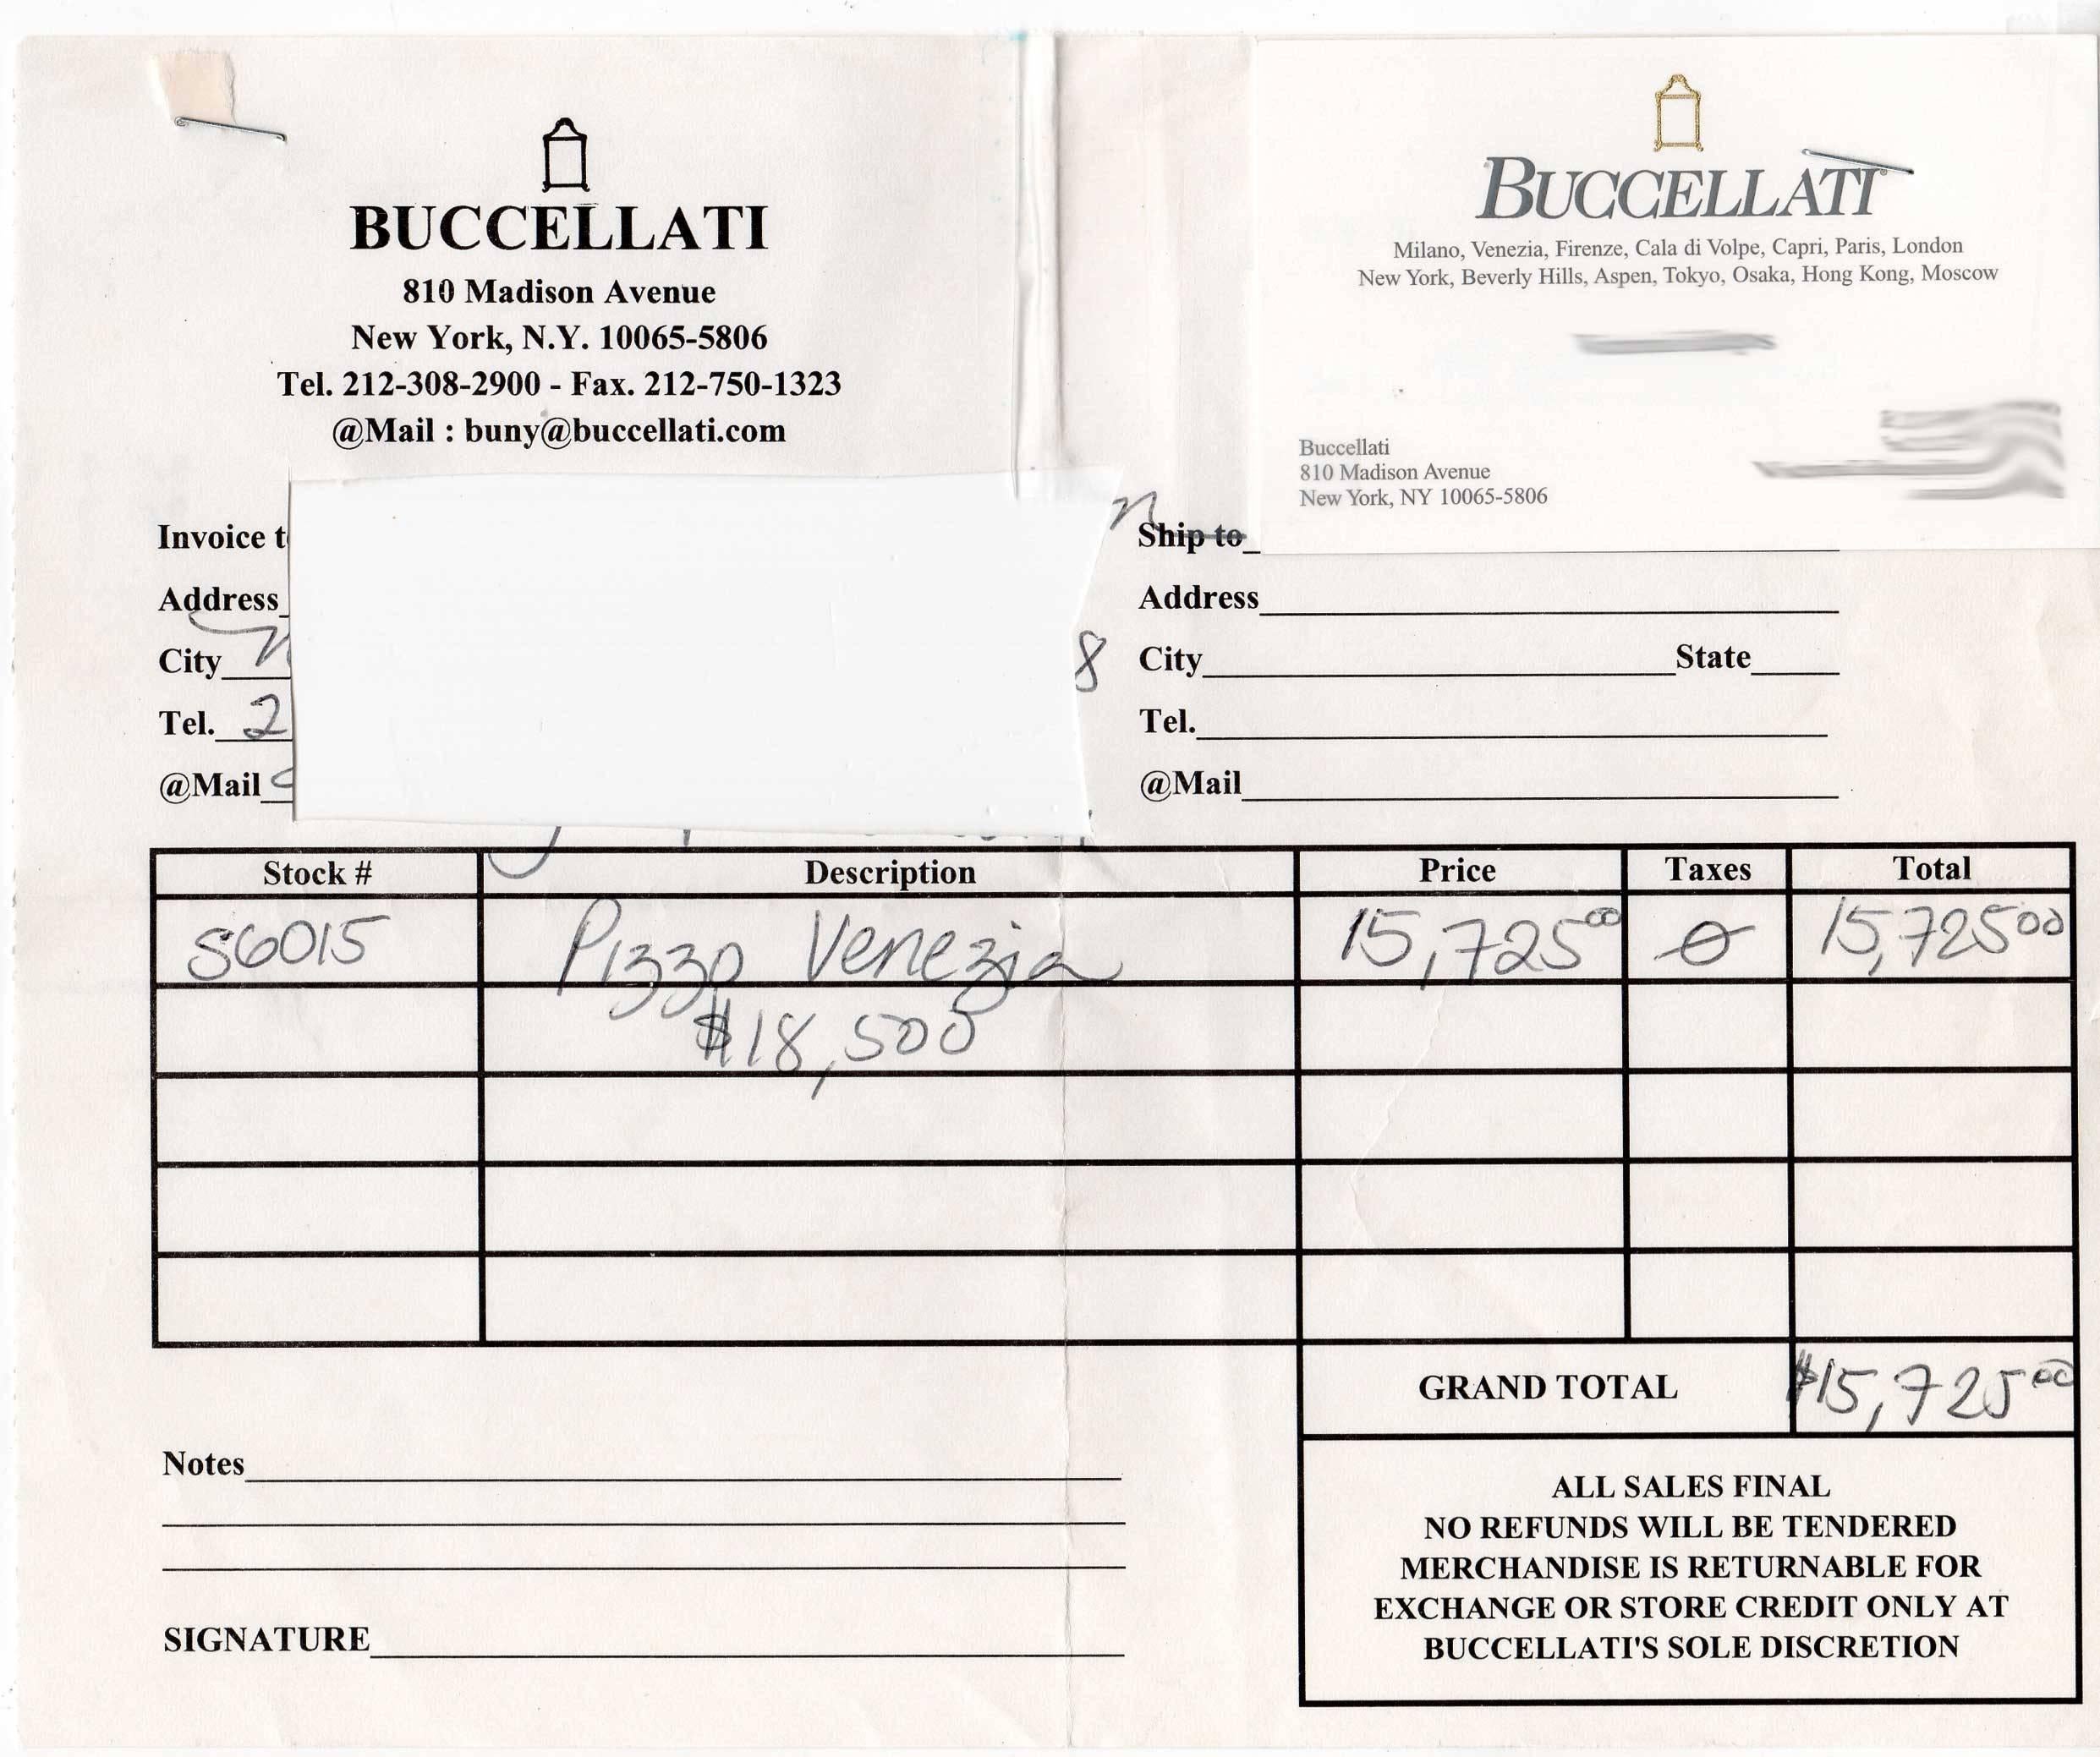 BUCCELLATI
810 Madison Avenue
New York, N.Y. 10065-5806
Tel. 212-308-2900 - Fax. 212-750-1323
@Mail : buny@buccellati.com
BUCCELLATI
Milano, Venezia, Firenze, Cala di Volpe, Capri, Paris, London
New York, Beverly Hills, Aspen, Tokyo, Osaka, Hong Kong, Moscow
Buccellati
810 Madison Avenue
New York, NY 10065-5806
Invoice t
Address
City
8
Tel. 2
@Mail
Ship to
Address
City State
Tel.
@Mail
Stock # Description Price Taxes Total
S6015 Pizzo Venezia 15,725 00 0 15,725 00
$18,500
GRAND TOTAL $15,725 00
Notes
SIGNATURE
ALL SALES FINAL
NO REFUNDS WILL BE TENDERED
MERCHANDISE IS RETURNABLE FOR
EXCHANGE OR STORE CREDIT ONLY AT
BUCCELLATI'S SOLE DISCRETION